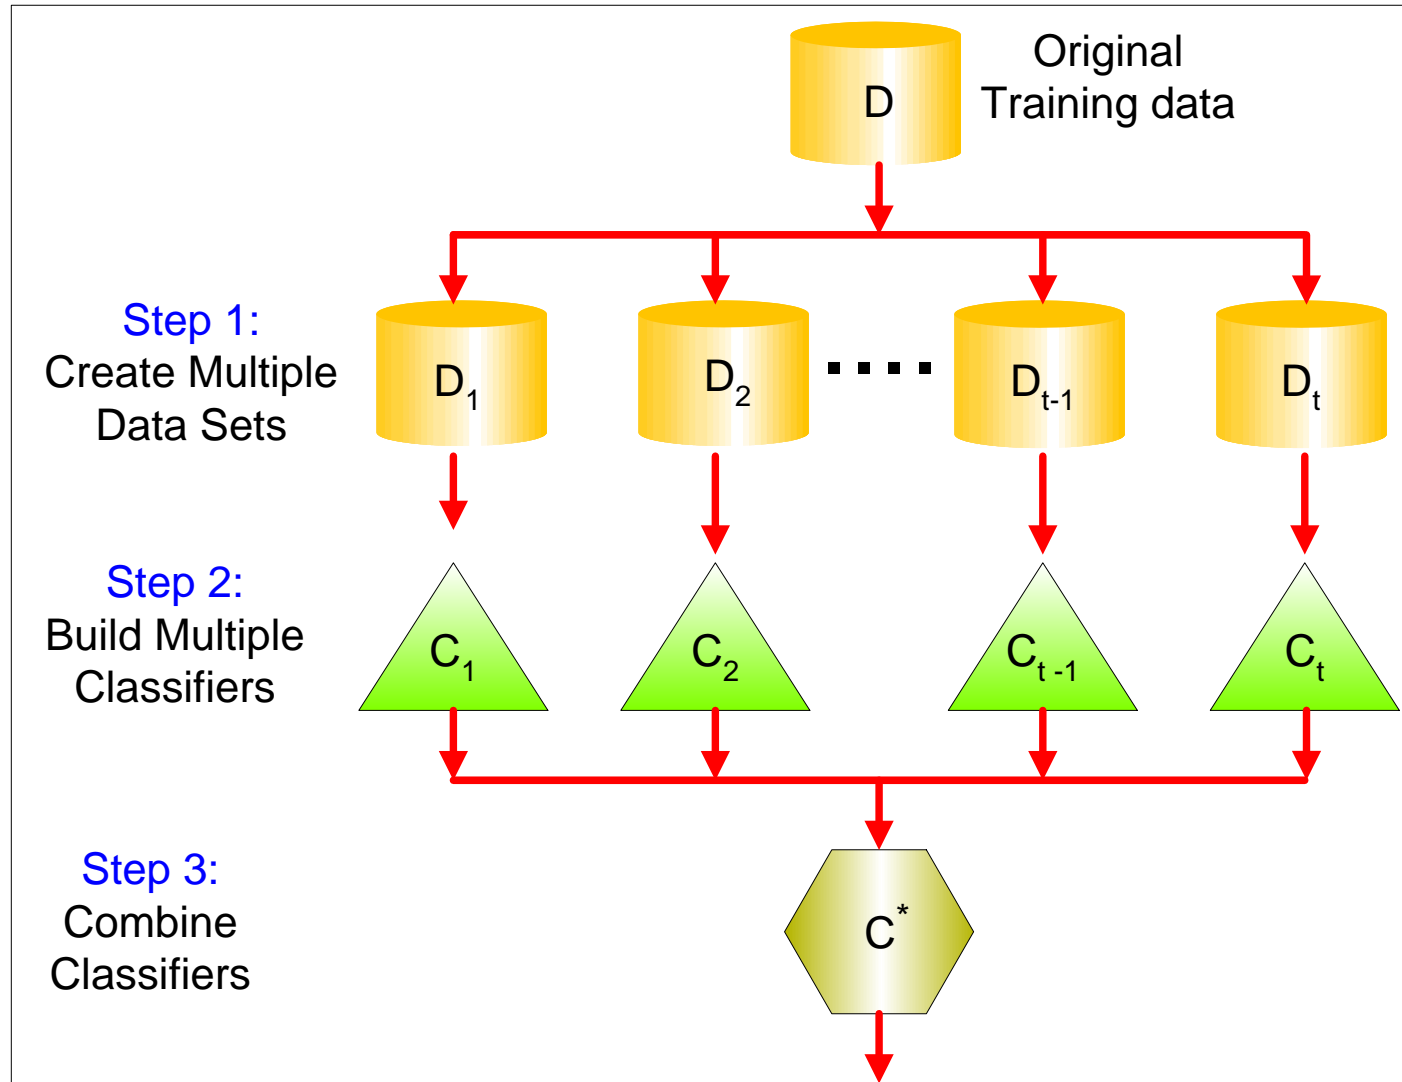 D
Original
Training data
Step 1:
Create Multiple
Data Sets
D1
D2
Dt-1
Dt
Step 2:
Build Multiple
Classifiers
C1
C2
Ct -1
Ct
Step 3:
Combine
Classifiers
C*